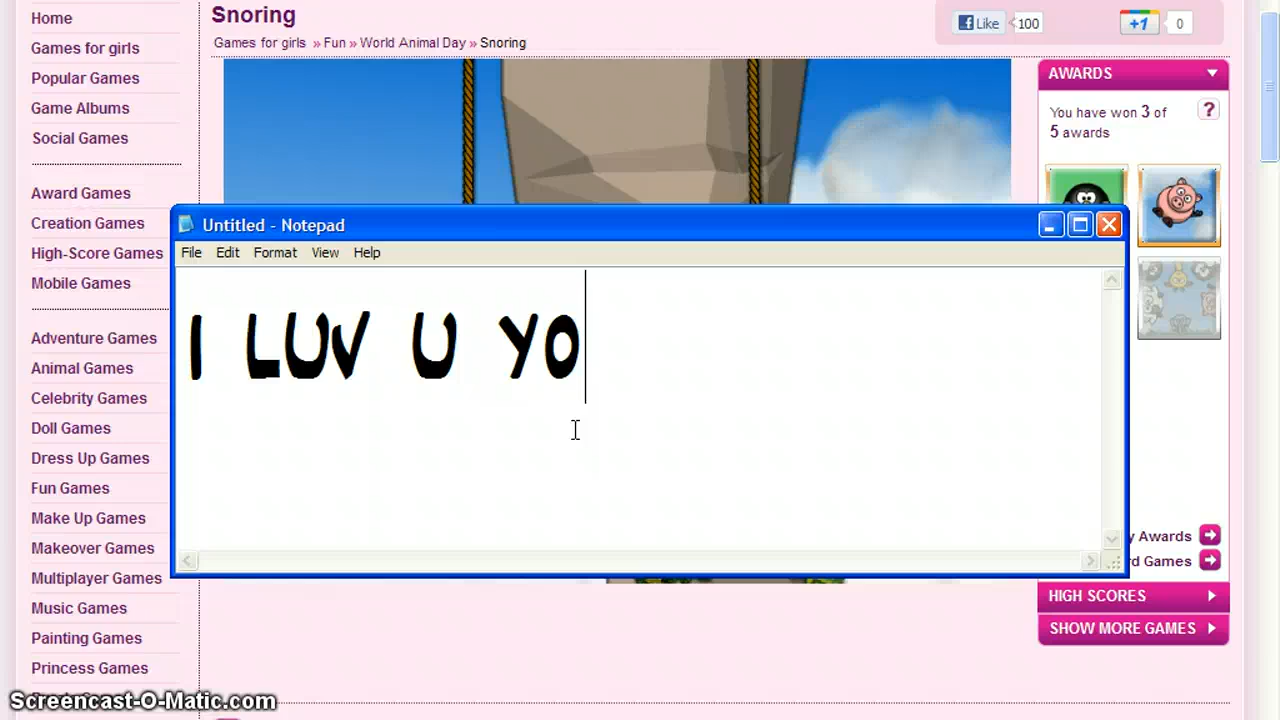 Home
Games for girls
Popular Games
Game Albums
Social Games
Award Games
Creation Games
High-Score Games
Mobile Games
Adventure Games
Animal Games
Celebrity Games
Doll Games
Dress Up Games
Fun Games
Make Up Games
Makeover Games
Multiplayer Games
Music Games
Painting Games
Princess Games
Snoring
Games for girls » Fun » World Animal Day » Snoring
Like 100
+1 0
AWARDS
You have won 3 of
5 awards
?
Untitled - Notepad
File Edit Format View Help
I LUV U YO
Awards
Games
HIGH SCORES
SHOW MORE GAMES
Screencast-O-Matic.com